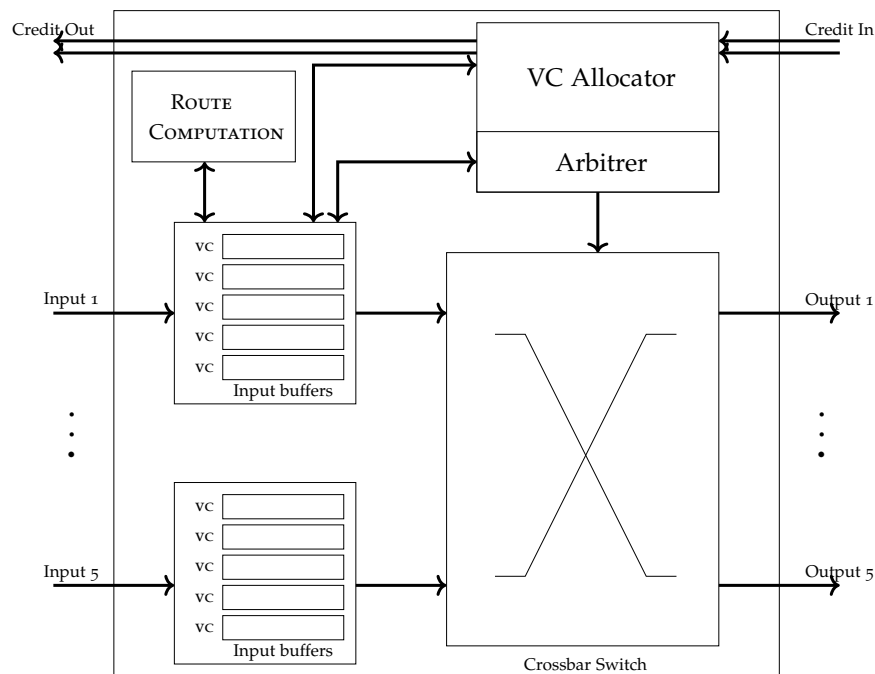 Credit Out
Credit In
VC Allocator
Route
Computation
Arbitrer
vc
vc
vc
vc
vc
Input buffers
Input 1
Output 1
vc
vc
vc
vc
vc
Input buffers
Input 5
Output 5
Crossbar Switch